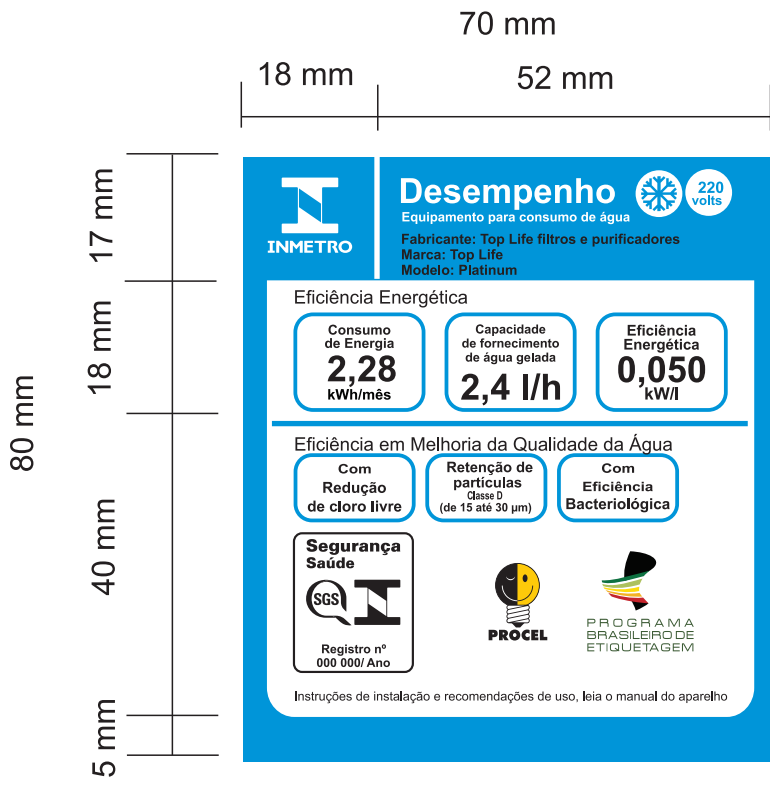 70 mm
18 mm
52 mm
17 mm
18 mm
80 mm
40 mm
5 mm
INMETRO
Desempenho
Equipamento para consumo de água
220
volts
Fabricante: Top Life filtros e purificadores
Marca: Top Life
Modelo: Platinum
Eficiência Energética
Consumo
de Energia
2,28
kWh/mês
Capacidade
de fornecimento
de água gelada
2,4 l/h
Eficiência
Energética
0,050
kW/l
Eficiência em Melhoria da Qualidade da Água
Com
Redução
de cloro livre
Retenção de
partículas
Classe D
(de 15 até 30 µm)
Com
Eficiência
Bacteriológica
Segurança
Saúde
SGS
Registro nº
000 000/ Ano
PROCEL
PROGRAMA
BRASILEIRO DE
ETIQUETAGEM
Instruções de instalação e recomendações de uso, leia o manual do aparelho